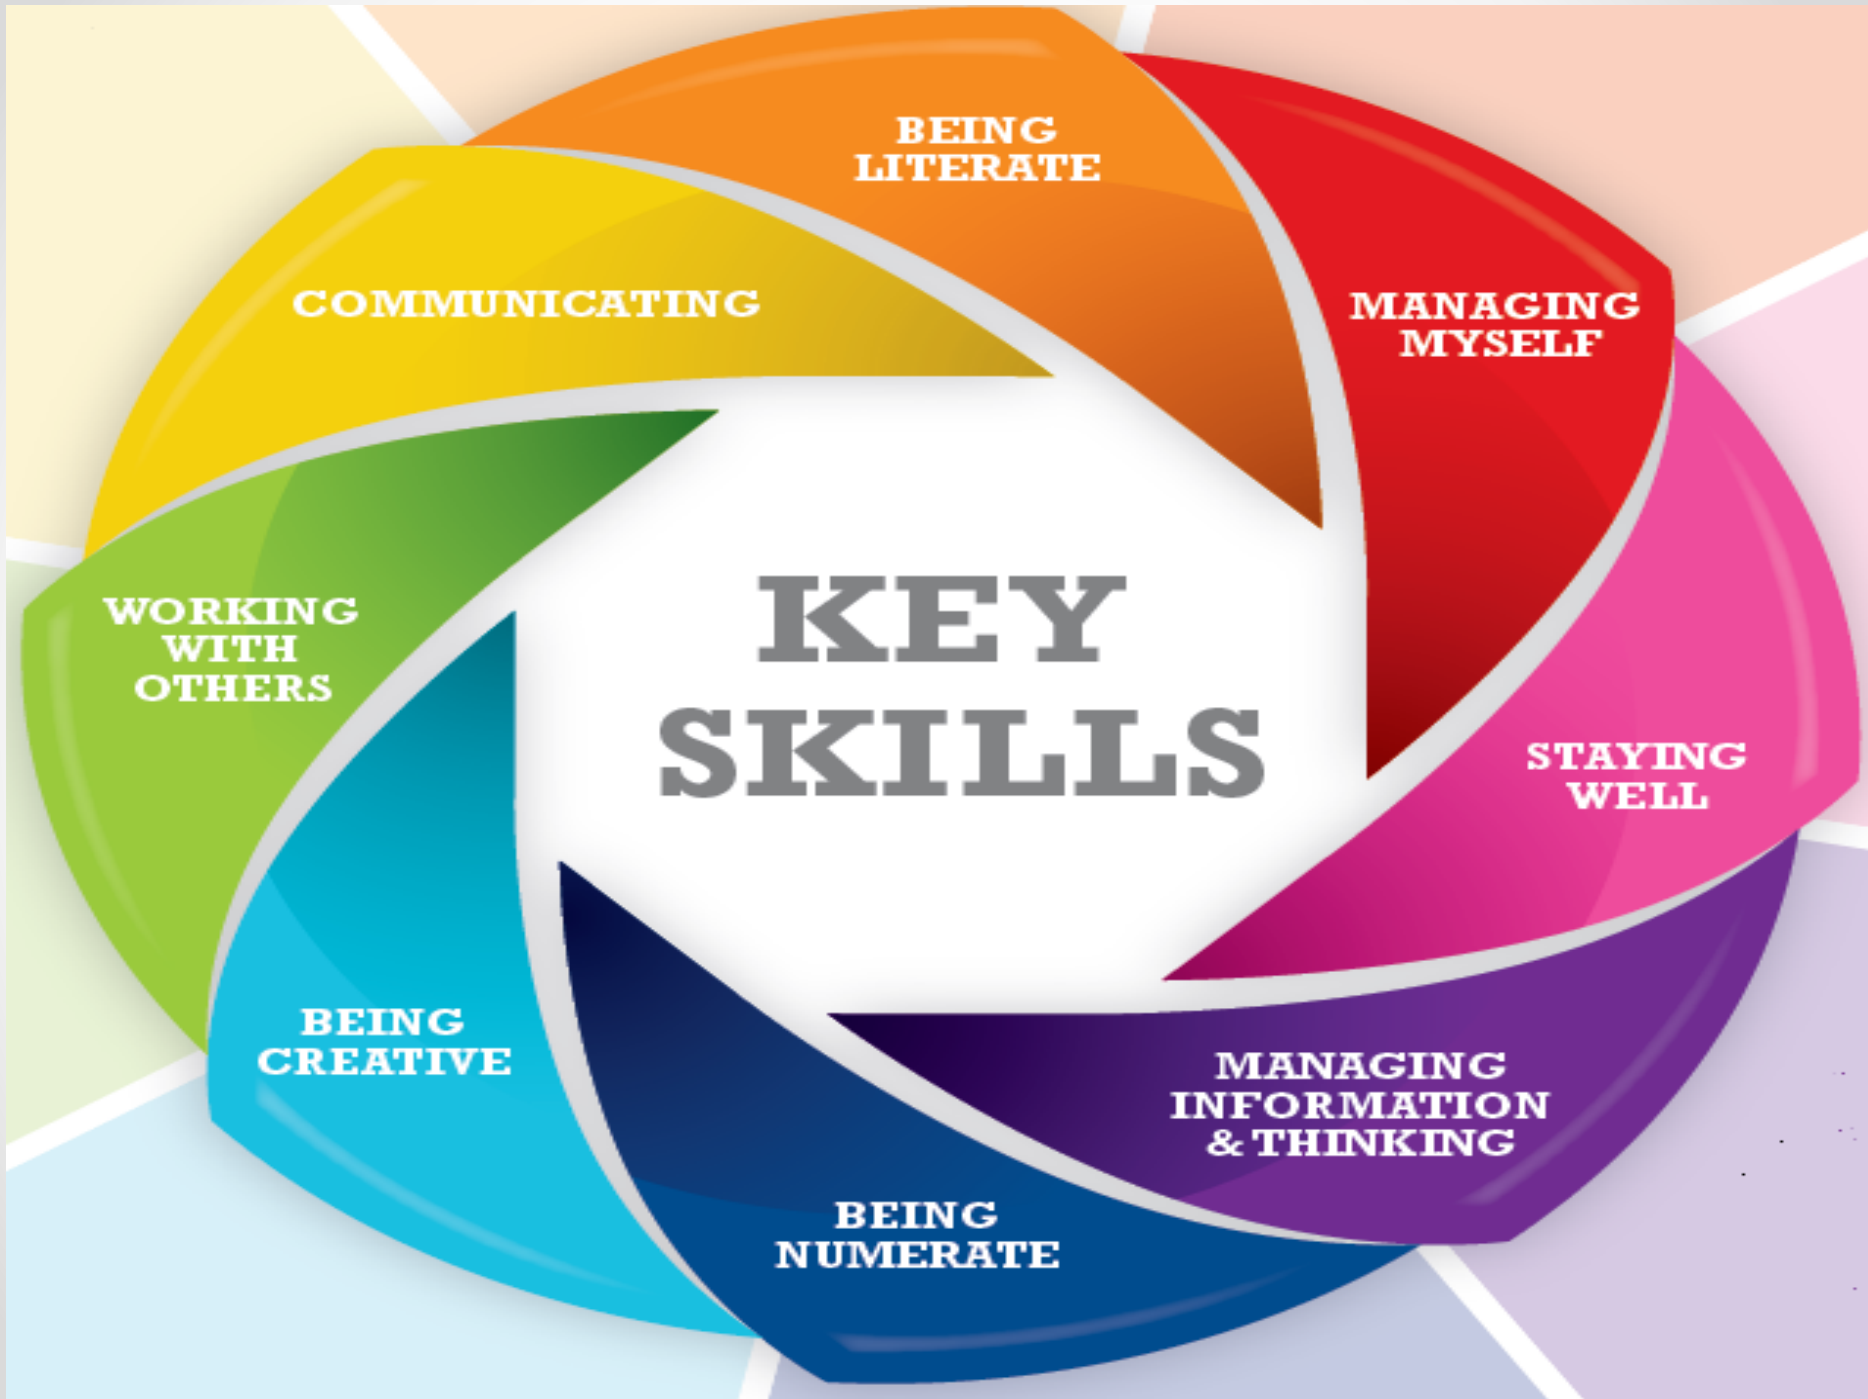 BEING
LITERATE
MANAGING
MYSELF
STAYING
WELL
MANAGING
INFORMATION
& THINKING
BEING
NUMERATE
BEING
CREATIVE
WORKING
WITH
OTHERS
COMMUNICATING
KEY
SKILLS